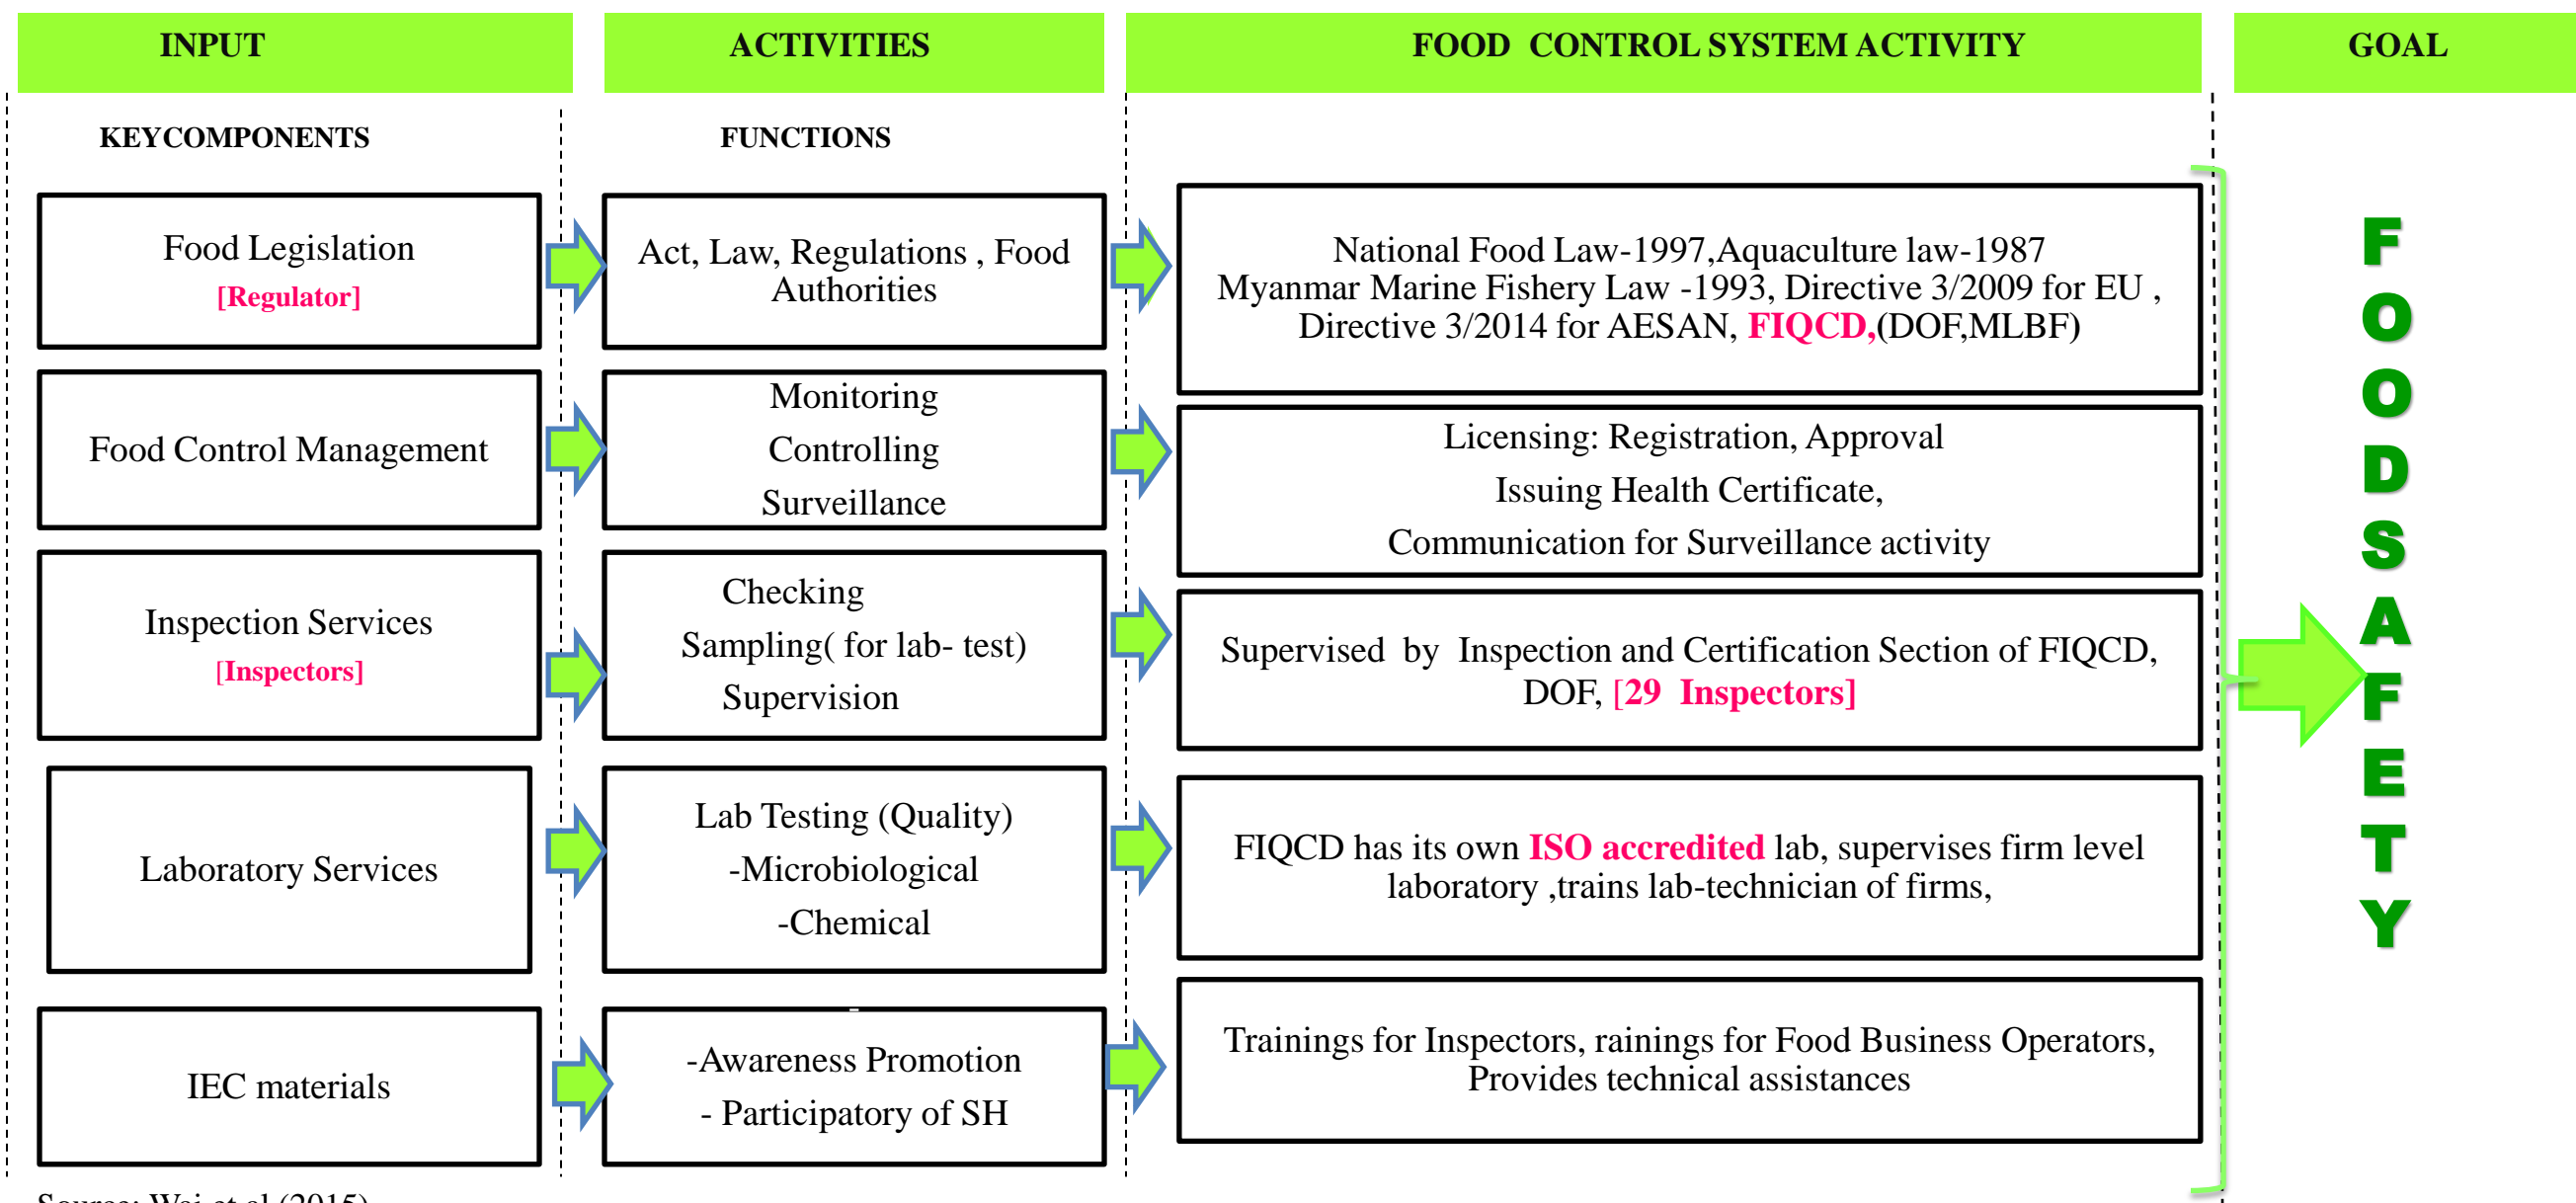 INPUT
ACTIVITIES
FOOD CONTROL SYSTEM ACTIVITY
GOAL
KEYCOMPONENTS
FUNCTIONS
Food Legislation
[Regulator]
Act, Law, Regulations , Food
Authorities
National Food Law-1997,Aquaculture law-1987
Myanmar Marine Fishery Law -1993, Directive 3/2009 for EU ,
Directive 3/2014 for AESAN, FIQCD,(DOF,MLBF)
Food Control Management
Monitoring
Controlling
Surveillance
Licensing: Registration, Approval
Issuing Health Certificate,
Communication for Surveillance activity
Inspection Services
[Inspectors]
Checking
Sampling( for lab- test)
Supervision
Supervised by Inspection and Certification Section of FIQCD,
DOF, [29 Inspectors]
Laboratory Services
Lab Testing (Quality)
-Microbiological
-Chemical
FIQCD has its own ISO accredited lab, supervises firm level
laboratory ,trains lab-technician of firms,
IEC materials
-Awareness Promotion
- Participatory of SH
Trainings for Inspectors, rainings for Food Business Operators,
Provides technical assistances
F
O
O
D
S
A
F
E
T
Y
Source: Wai et al (2015)